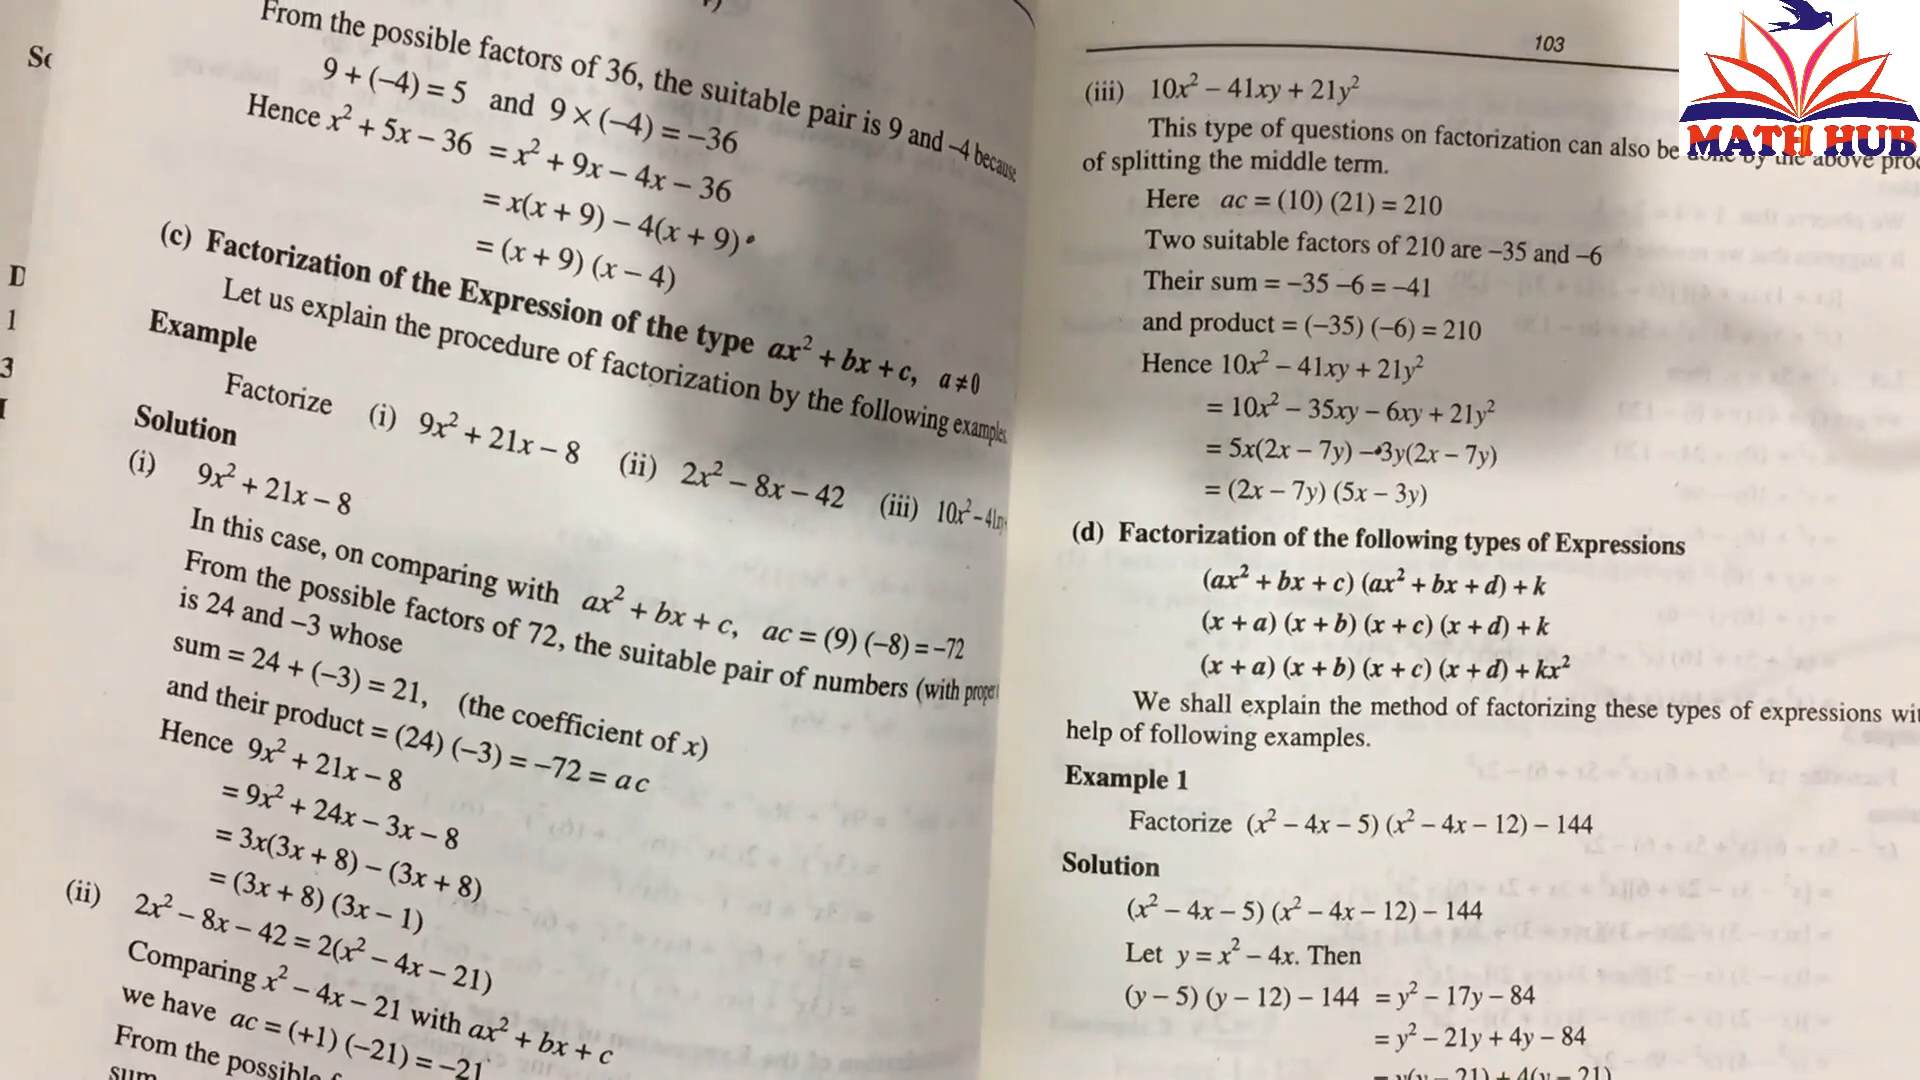 From the possible factors of 36, the suitable pair is 9 and –4 because
9 + (–4) = 5 and 9 × (–4) = –36
Hence x² + 5x – 36 = x² + 9x – 4x – 36
= x(x + 9) – 4(x + 9)
= (x + 9) (x – 4)
(c) Factorization of the Expression of the type ax² + bx + c, a ≠ 0
Let us explain the procedure of factorization by the following examples.
Example
Factorize (i) 9x² + 21x – 8 (ii) 2x² – 8x – 42 (iii) 10x² – 41xy
Solution
(i) 9x² + 21x – 8
In this case, on comparing with ax² + bx + c, ac = (9) (–8) = –72
From the possible factors of 72, the suitable pair of numbers (with proper
is 24 and –3 whose
sum = 24 + (–3) = 21, (the coefficient of x)
and their product = (24) (–3) = –72 = a c
Hence 9x² + 21x – 8
= 9x² + 24x – 3x – 8
= 3x(3x + 8) – (3x + 8)
= (3x + 8) (3x – 1)
(ii) 2x² – 8x – 42 = 2(x² – 4x – 21)
Comparing x² – 4x – 21 with ax² + bx + c
we have ac = (+1) (–21) = –21
From the possible
sum
103
(iii) 10x² – 41xy + 21y²
This type of questions on factorization can also be done by the above
of splitting the middle term.
Here ac = (10) (21) = 210
Two suitable factors of 210 are –35 and –6
Their sum = –35 –6 = –41
and product = (–35) (–6) = 210
Hence 10x² – 41xy + 21y²
= 10x² – 35xy – 6xy + 21y²
= 5x(2x – 7y) – 3y(2x – 7y)
= (2x – 7y) (5x – 3y)
(d) Factorization of the following types of Expressions
(ax² + bx + c) (ax² + bx + d) + k
(x + a) (x + b) (x + c) (x + d) + k
(x + a) (x + b) (x + c) (x + d) + kx²
We shall explain the method of factorizing these types of expressions
help of following examples.
Example 1
Factorize (x² – 4x – 5) (x² – 4x – 12) – 144
Solution
(x² – 4x – 5) (x² – 4x – 12) – 144
Let y = x² – 4x. Then
(y – 5) (y – 12) – 144 = y² – 17y – 84
= y² – 21y + 4y – 84
= y(y – 21) + 4(y – 21)
MATH HUB